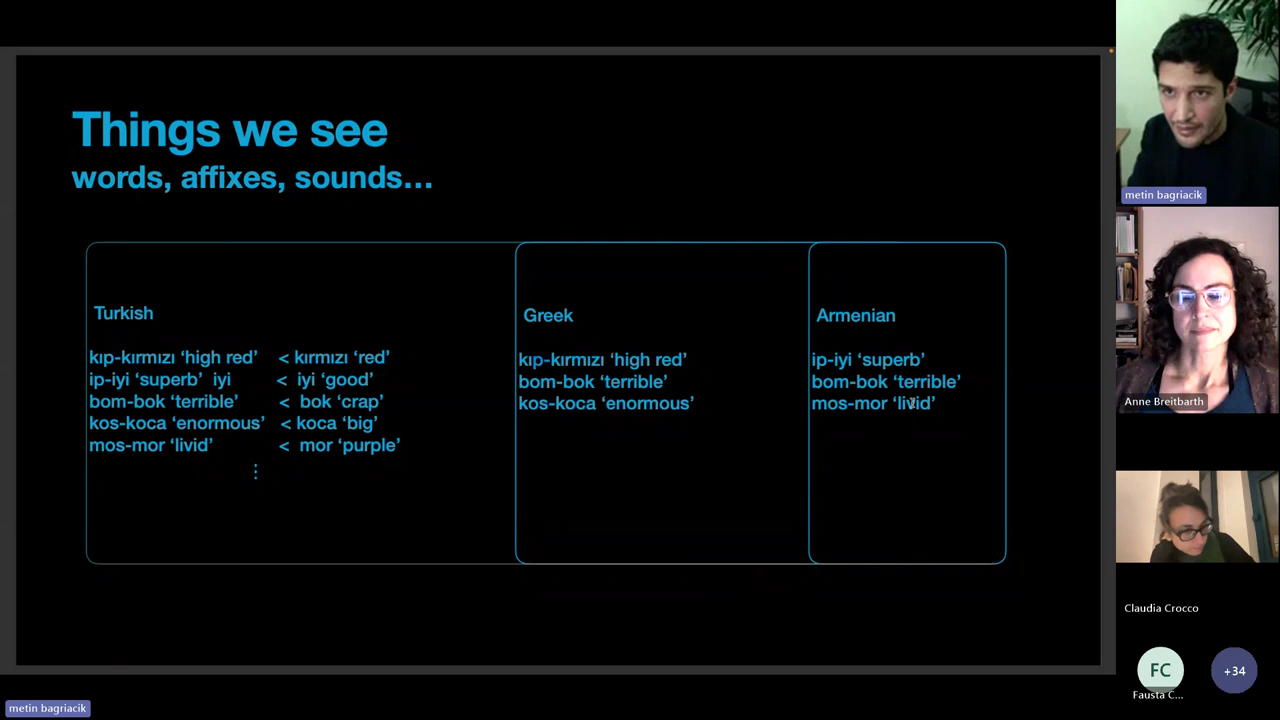 Things we see
words, affixes, sounds...
Turkish
kıp-kırmızı ‘high red’ < kırmızı ‘red’
ip-iyi ‘superb’ iyi < iyi ‘good’
bom-bok ‘terrible’ < bok ‘crap’
kos-koca ‘enormous’ < koca ‘big’
mos-mor ‘livid’ < mor ‘purple’
⋮
Greek
kıp-kırmızı ‘high red’
bom-bok ‘terrible’
kos-koca ‘enormous’
Armenian
ip-iyi ‘superb’
bom-bok ‘terrible’
mos-mor ‘livid’
metin bagriacik
Anne Breitbarth
Claudia Crocco
FC
Fausta C...
+34
metin bagriacik